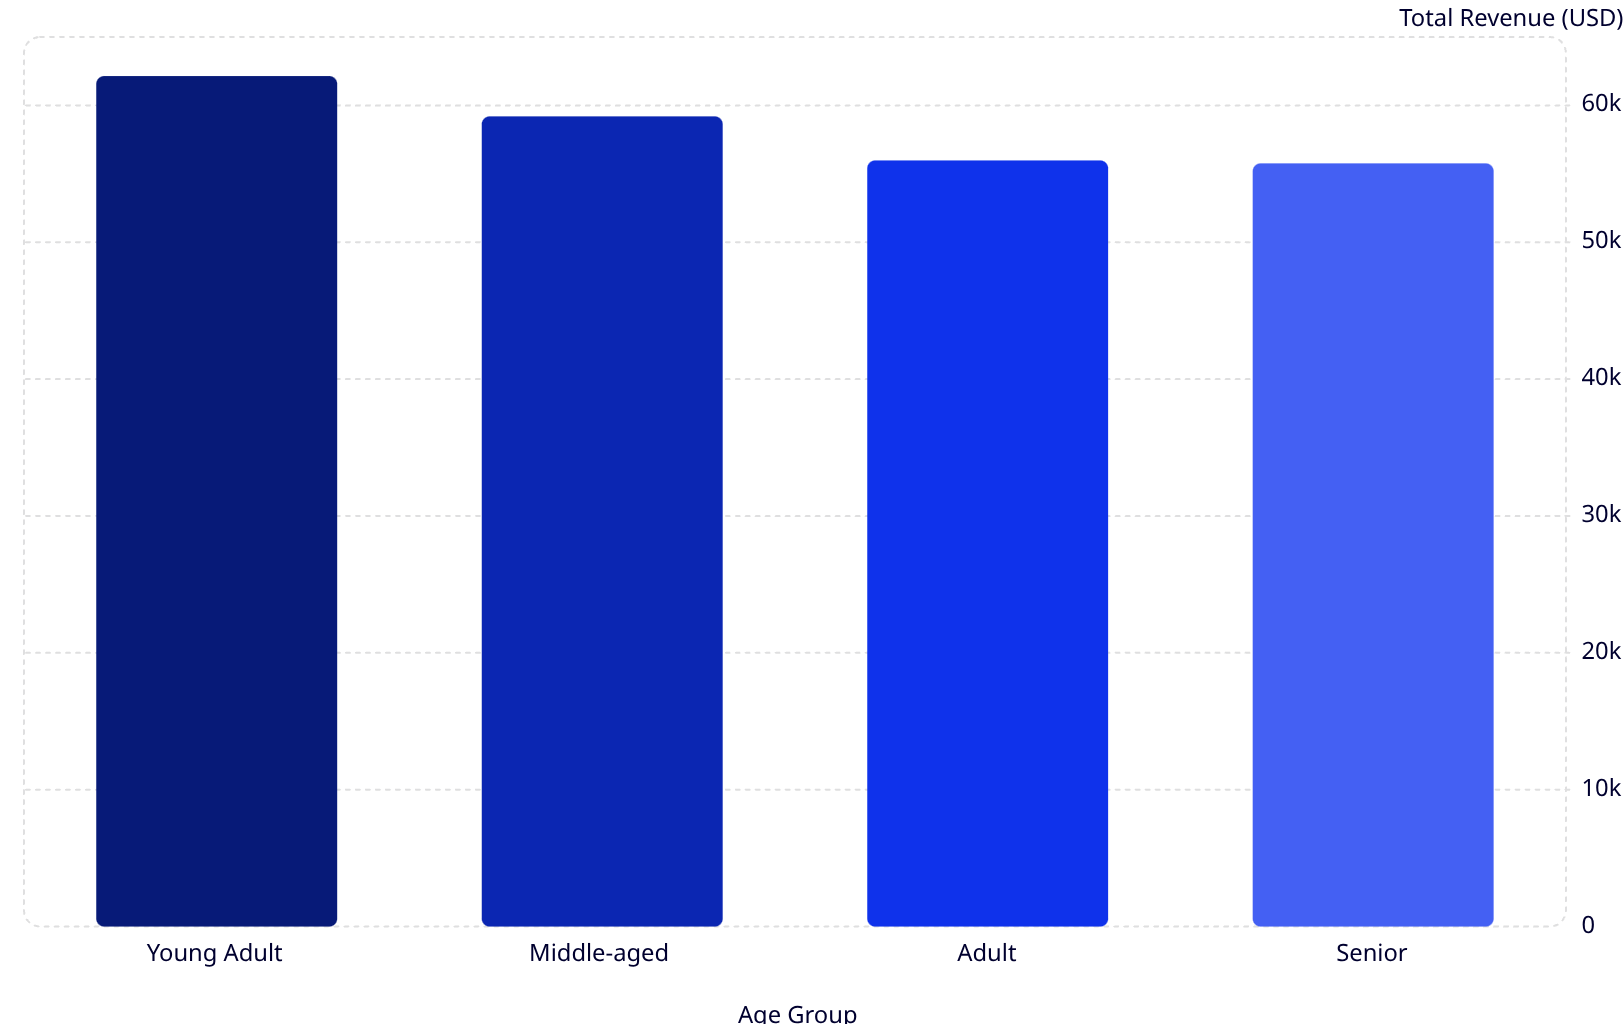 Total Revenue (USD)
60k
50k
40k
30k
20k
10k
0
Young Adult
Middle-aged
Adult
Senior
Age Group